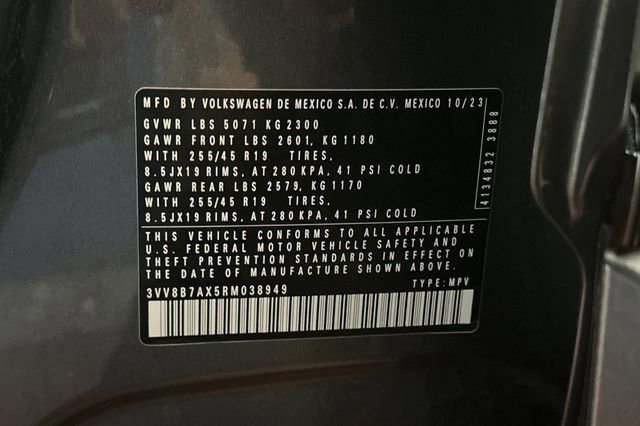 MFD BY VOLKSWAGEN DE MEXICO S.A. DE C.V. MEXICO 10/23
GVWR LBS 5071 KG 2300
GAWR FRONT LBS 2601, KG 1180
WITH 255/45 R19 TIRES,
8.5JX19 RIMS, AT 280 KPA, 41 PSI COLD
GAWR REAR LBS 2579, KG 1170
WITH 255/45 R19 TIRES,
8.5JX19 RIMS, AT 280 KPA, 41 PSI COLD
THIS VEHICLE CONFORMS TO ALL APPLICABLE
U.S. FEDERAL MOTOR VEHICLE SAFETY AND
THEFT PREVENTION STANDARDS IN EFFECT ON
THE DATE OF MANUFACTURE SHOWN ABOVE.
3VV8B7AX5RM038949 TYPE: MPV
4134832 3888